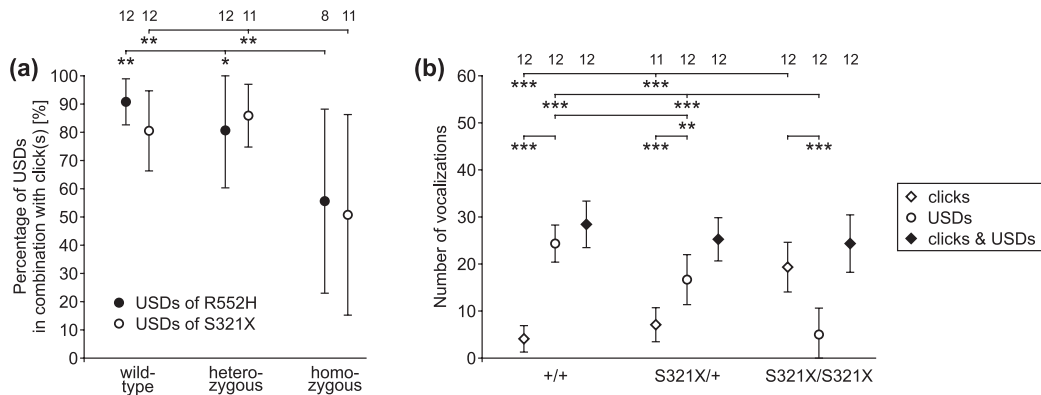 12 12 12 11 8 11
** **
** *
(a)
100
90
80
70
60
50
40
30
20
10
0
Percentage of USDs
in combination with click(s) [%]
USDs of R552H
USDs of S321X
wild-
type
hetero-
zygous
homo-
zygous
(b)
12 12 12 11 12 12 12 12 12
*** ***
*** ***
**
*** *** ***
60
50
40
30
20
10
0
Number of vocalizations
+/+ S321X/+ S321X/S321X
clicks
USDs
clicks & USDs